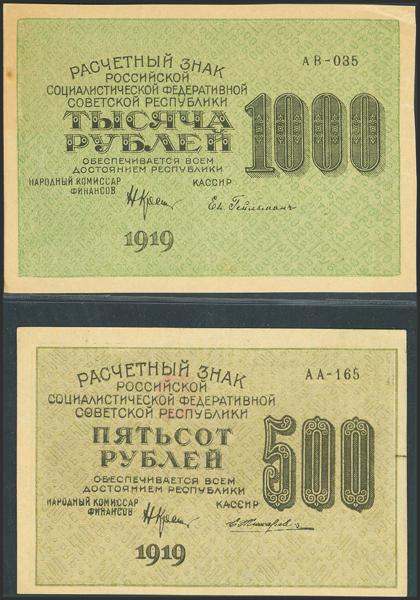 РАСЧЕТНЫЙ ЗНАК
РОССИЙСКОЙ
СОЦИАЛИСТИЧЕСКОЙ ФЕДЕРАТИВНОЙ
СОВЕТСКОЙ РЕСПУБЛИКИ
ТЫСЯЧА
РУБЛЕЙ
ОБЕСПЕЧИВАЕТСЯ ВСЕМ
ДОСТОЯНИЕМ РЕСПУБЛИКИ
НАРОДНЫЙ КОМИССАР
ФИНАНСОВ
КАССИР
1919
АВ-035
1000
РАСЧЕТНЫЙ ЗНАК
РОССИЙСКОЙ
СОЦИАЛИСТИЧЕСКОЙ ФЕДЕРАТИВНОЙ
СОВЕТСКОЙ РЕСПУБЛИКИ
ПЯТЬСОТ
РУБЛЕЙ
ОБЕСПЕЧИВАЕТСЯ ВСЕМ
ДОСТОЯНИЕМ РЕСПУБЛИКИ
НАРОДНЫЙ КОМИССАР
ФИНАНСОВ
КАССИР
1919
АА-165
500